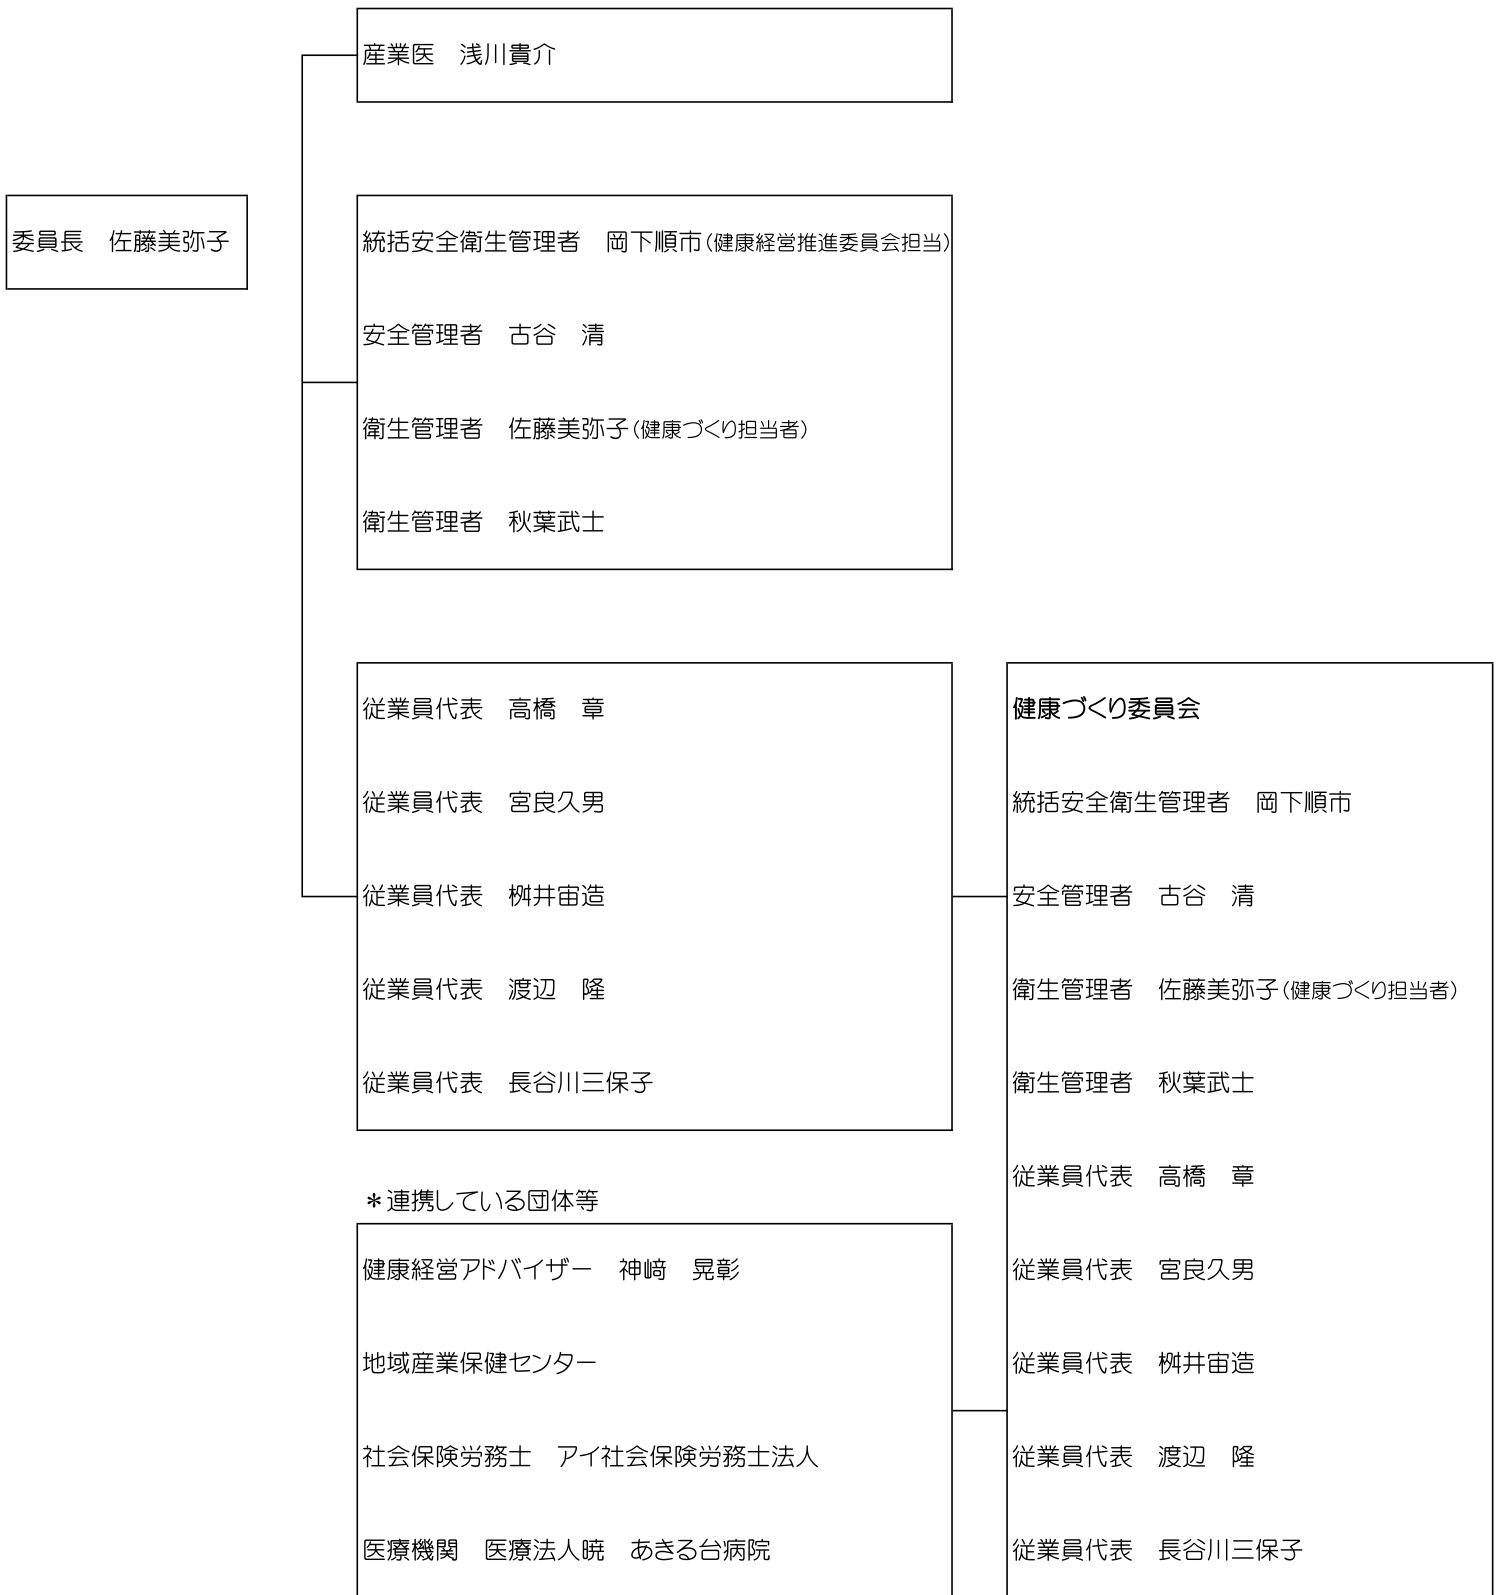 産業医　浅川貴介
委員長　佐藤美弥子
統括安全衛生管理者　岡下順市(健康経営推進委員会担当)
安全管理者　古谷　清
衛生管理者　佐藤美弥子(健康づくり担当者)
衛生管理者　秋葉武士
従業員代表　高橋　章
従業員代表　宮良久男
従業員代表　桝井宙造
従業員代表　渡辺　隆
従業員代表　長谷川三保子
＊連携している団体等
健康経営アドバイザー　神﨑　晃彰
地域産業保健センター
社会保険労務士　アイ社会保険労務士法人
医療機関　医療法人暁　あきる台病院
健康づくり委員会
統括安全衛生管理者　岡下順市
安全管理者　古谷　清
衛生管理者　佐藤美弥子(健康づくり担当者)
衛生管理者　秋葉武士
従業員代表　高橋　章
従業員代表　宮良久男
従業員代表　桝井宙造
従業員代表　渡辺　隆
従業員代表　長谷川三保子